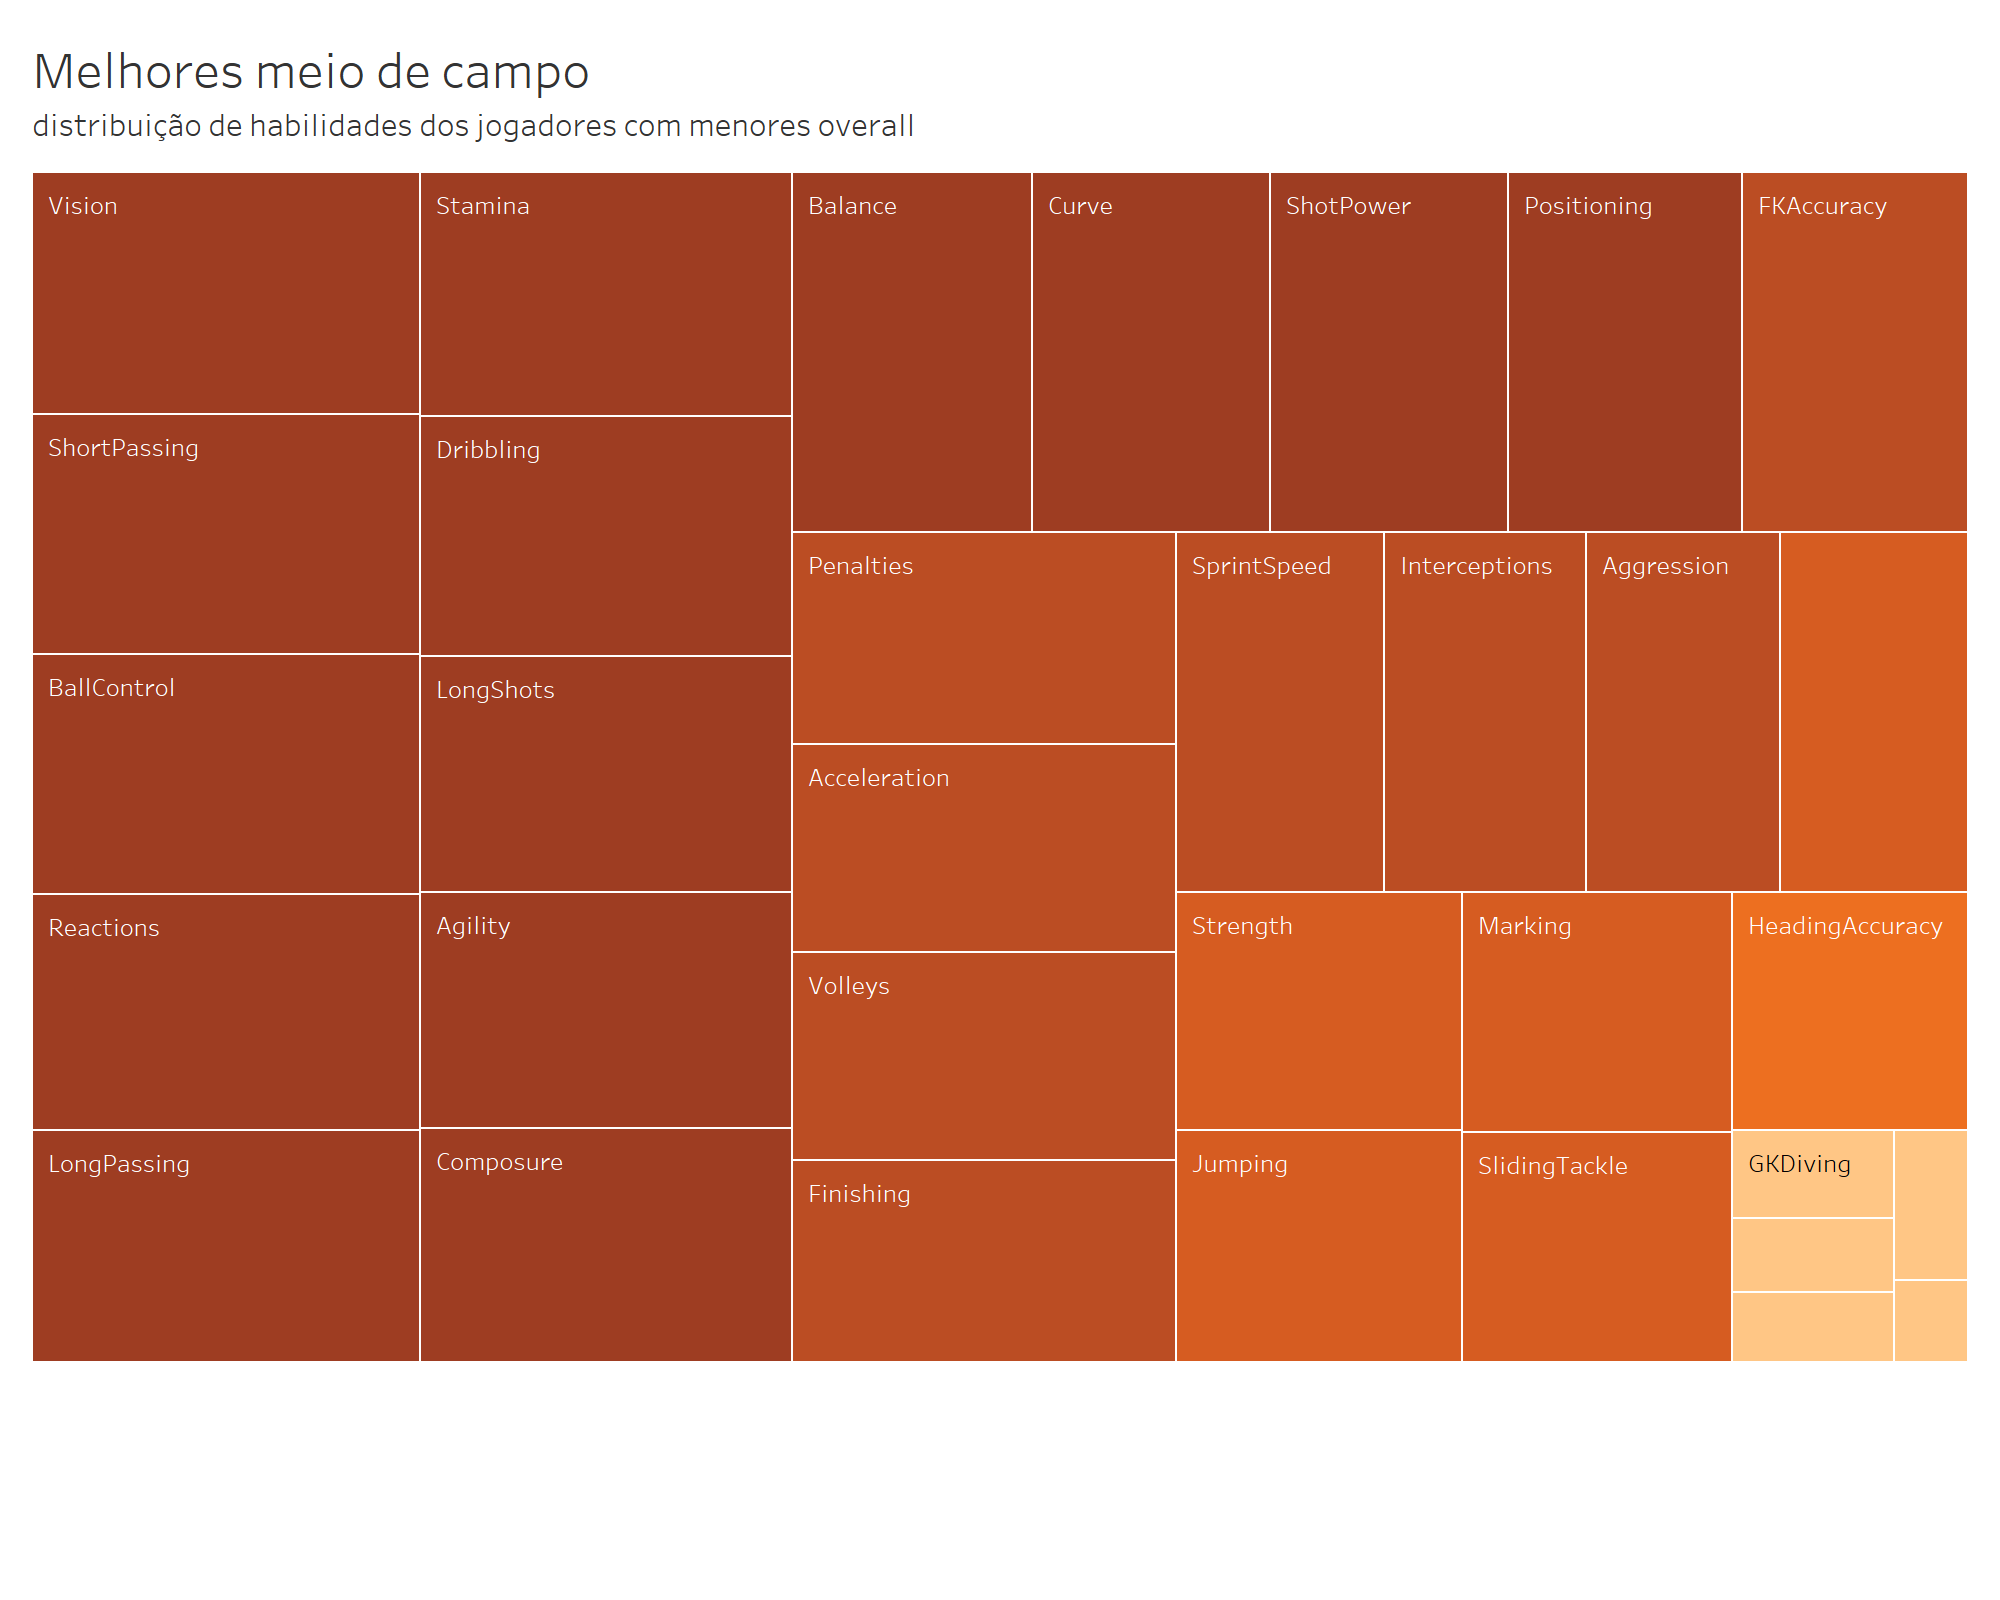 Melhores meio de campo
distribuição de habilidades dos jogadores com menores overall
Vision
Stamina
Balance
Curve
ShotPower
Positioning
FKAccuracy
ShortPassing
Dribbling
Penalties
SprintSpeed
Interceptions
Aggression
BallControl
LongShots
Acceleration
Reactions
Agility
Volleys
Strength
Marking
HeadingAccuracy
LongPassing
Composure
Finishing
Jumping
SlidingTackle
GKDiving